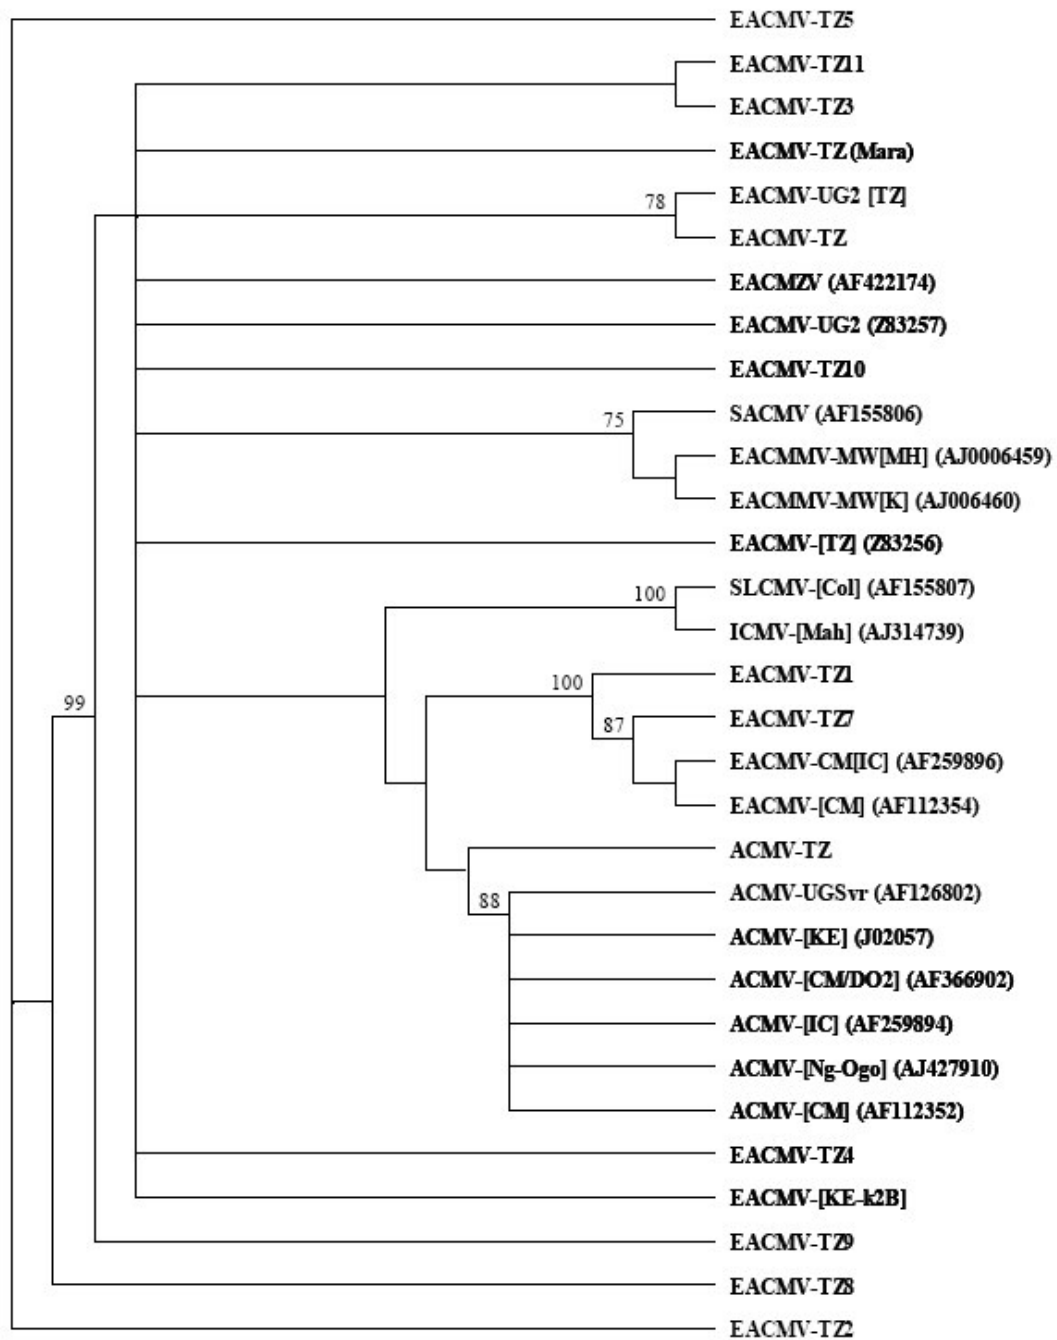 EACMV-TZ5
EACMV-TZ11
EACMV-TZ3
EACMV-TZ (Mara)
78
EACMV-UG2 [TZ]
EACMV-TZ
EACMZV (AF422174)
EACMV-UG2 (Z83257)
EACMV-TZ10
75
SACMV (AF155806)
EACMMV-MW[MH] (AJ0006459)
EACMMV-MW[K] (AJ006460)
EACMV-[TZ] (Z83256)
100
SLCMV-[Col] (AF155807)
ICMV-[Mah] (AJ314739)
100
EACMV-TZ1
99
87
EACMV-TZ7
EACMV-CM[IC] (AF259896)
EACMV-[CM] (AF112354)
ACMV-TZ
88
ACMV-UGSvr (AF126802)
ACMV-[KE] (J02057)
ACMV-[CM/DO2] (AF366902)
ACMV-[IC] (AF259894)
ACMV-[Ng-Ogo] (AJ427910)
ACMV-[CM] (AF112352)
EACMV-TZ4
EACMV-[KE-k2B]
EACMV-TZ9
EACMV-TZ8
EACMV-TZ2